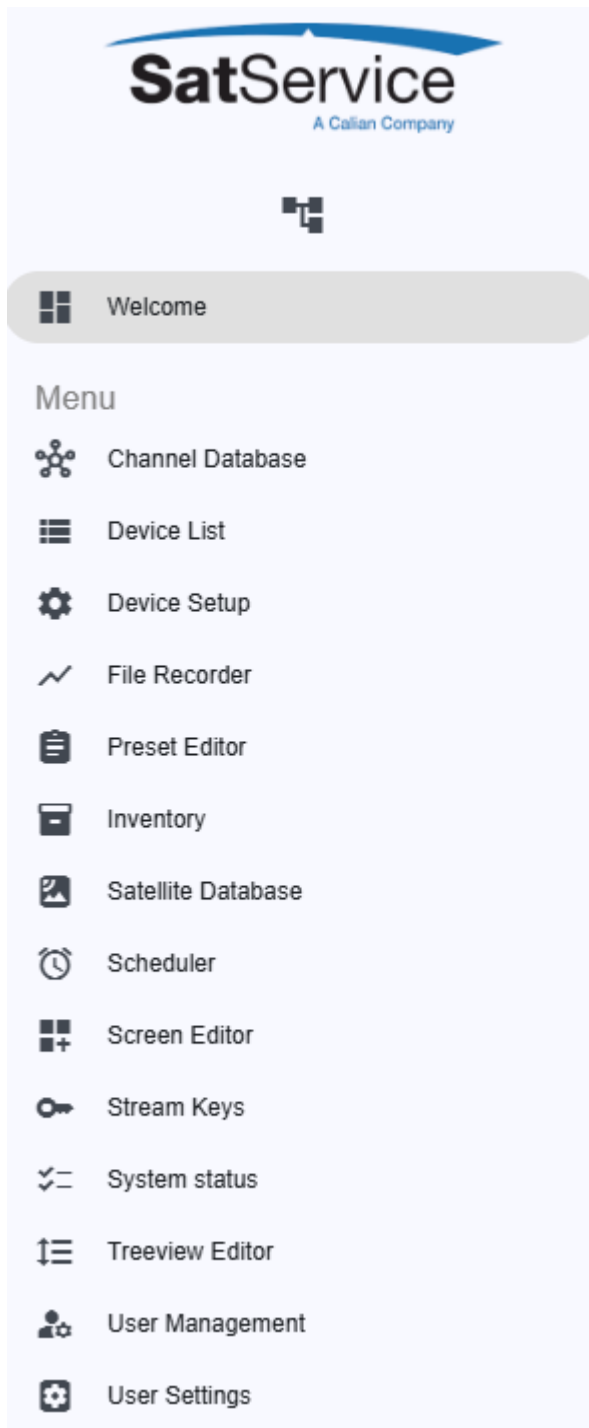 SatService
A Calian Company
Welcome
Menu
Channel Database
Device List
Device Setup
File Recorder
Preset Editor
Inventory
Satellite Database
Scheduler
Screen Editor
Stream Keys
System status
Treeview Editor
User Management
User Settings